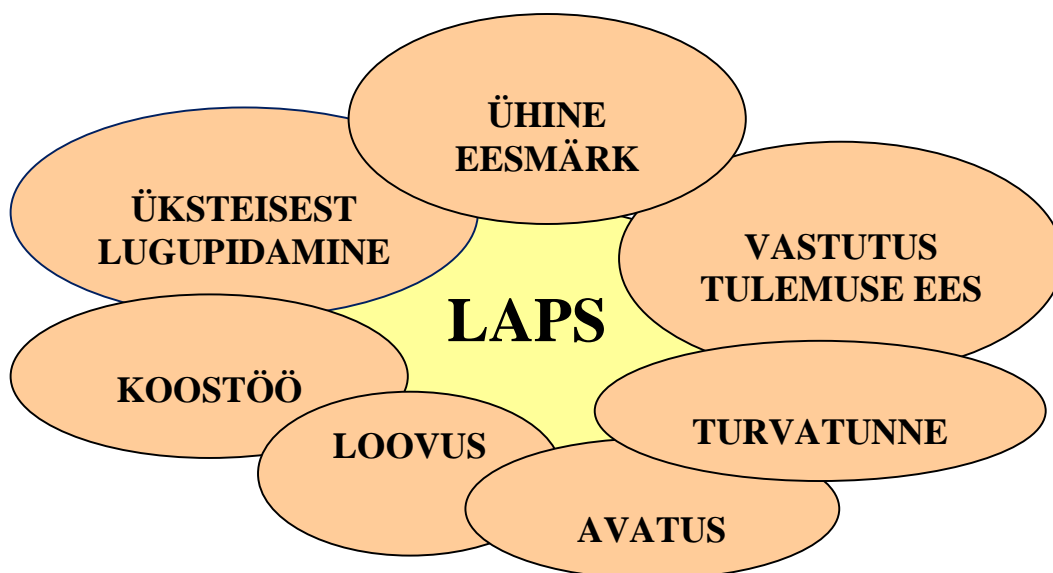 ÜHINE
EESMÄRK
ÜKSTEISEST
LUGUPIDAMINE
VASTUTUS
TULEMUSE EES
LAPS
KOOSTÖÖ
LOOVUS
TURVATUNNE
AVATUS